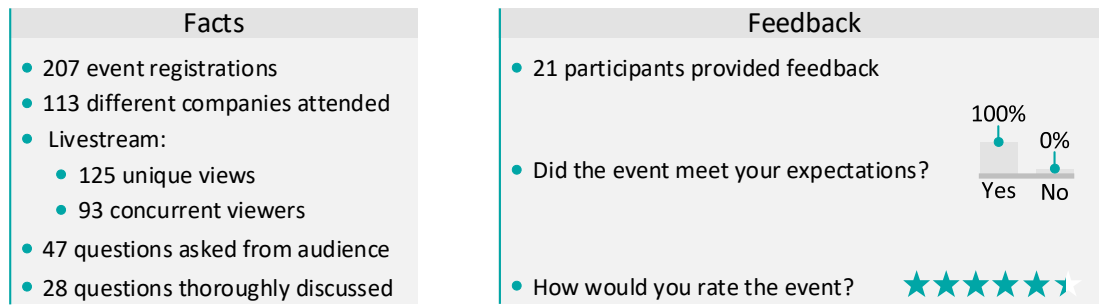 Facts
207 event registrations
113 different companies attended
Livestream:
125 unique views
93 concurrent viewers
47 questions asked from audience
28 questions thoroughly discussed
Feedback
21 participants provided feedback
Did the event meet your expectations?
100%
0%
Yes
No
How would you rate the event?